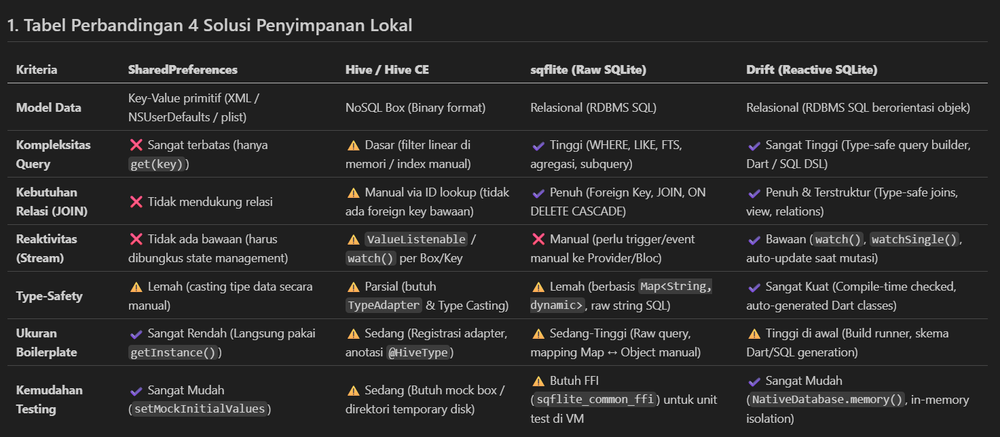 1. Tabel Perbandingan 4 Solusi Penyimpanan Lokal
Kriteria SharedPreferences Hive / Hive CE sqflite (Raw SQLite) Drift (Reactive SQLite)
Model Data
Key-Value primitif (XML /
NSUserDefaults / plist)
NoSQL Box (Binary format)
Relasional (RDBMS SQL)
Relasional (RDBMS SQL berorientasi objek)
Kompleksitas
Query
❌ Sangat terbatas (hanya
get(key))
⚠️ Dasar (filter linear di
memori / index manual)
✔️ Tinggi (WHERE, LIKE, FTS,
agregasi, subquery)
✔️ Sangat Tinggi (Type-safe query builder,
Dart / SQL DSL)
Kebutuhan
Relasi (JOIN)
❌ Tidak mendukung relasi
⚠️ Manual via ID lookup (tidak
ada foreign key bawaan)
✔️ Penuh (Foreign Key, JOIN, ON
DELETE CASCADE)
✔️ Penuh & Terstruktur (Type-safe joins,
view, relations)
Reaktivitas
(Stream)
❌ Tidak ada bawaan (harus
dibungkus state management)
⚠️ ValueListenable /
watch() per Box/Key
❌ Manual (perlu trigger/event
manual ke Provider/Bloc)
✔️ Bawaan (watch(), watchSingle(),
auto-update saat mutasi)
Type-Safety
⚠️ Lemah (casting tipe data secara
manual)
⚠️ Parsial (butuh
TypeAdapter & Type Casting)
⚠️ Lemah (berbasis Map<String,
dynamic>, raw string SQL)
✔️ Sangat Kuat (Compile-time checked,
auto-generated Dart classes)
Ukuran
Boilerplate
✔️ Sangat Rendah (Langsung pakai
getInstance())
⚠️ Sedang (Registrasi adapter,
anotasi @HiveType)
⚠️ Sedang-Tinggi (Raw query,
mapping Map ↔ Object manual)
⚠️ Tinggi di awal (Build runner, skema
Dart/SQL generation)
Kemudahan
Testing
✔️ Sangat Mudah
(setMockInitialValues)
⚠️ Sedang (Butuh mock box /
direktori temporary disk)
⚠️ Butuh FFI
(sqflite_common_ffi) untuk unit
test di VM
✔️ Sangat Mudah
(NativeDatabase.memory(), in-memory
isolation)